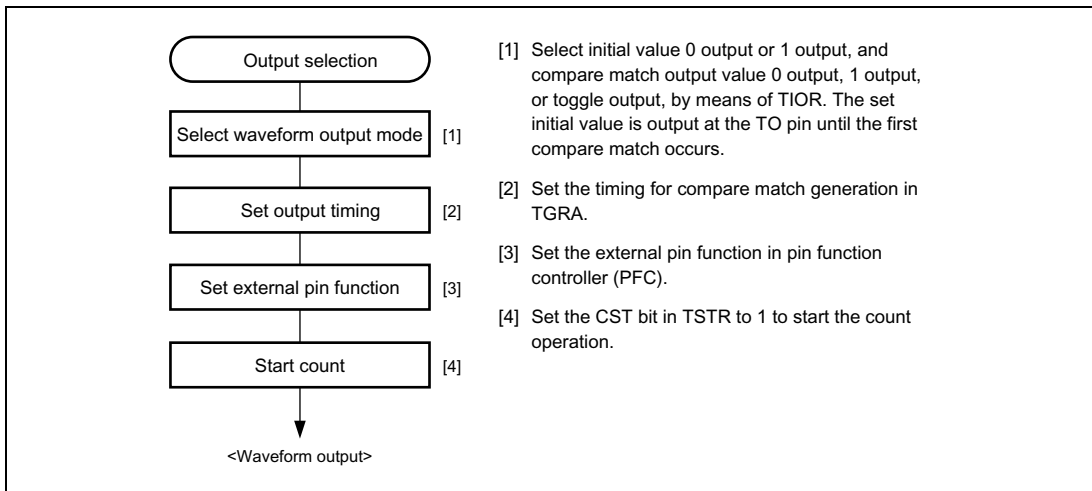 Output selection
Select waveform output mode [1]
Set output timing [2]
Set external pin function [3]
Start count [4]
<Waveform output>
[1] Select initial value 0 output or 1 output, and
compare match output value 0 output, 1 output,
or toggle output, by means of TIOR. The set
initial value is output at the TO pin until the first
compare match occurs.
[2] Set the timing for compare match generation in
TGRA.
[3] Set the external pin function in pin function
controller (PFC).
[4] Set the CST bit in TSTR to 1 to start the count
operation.